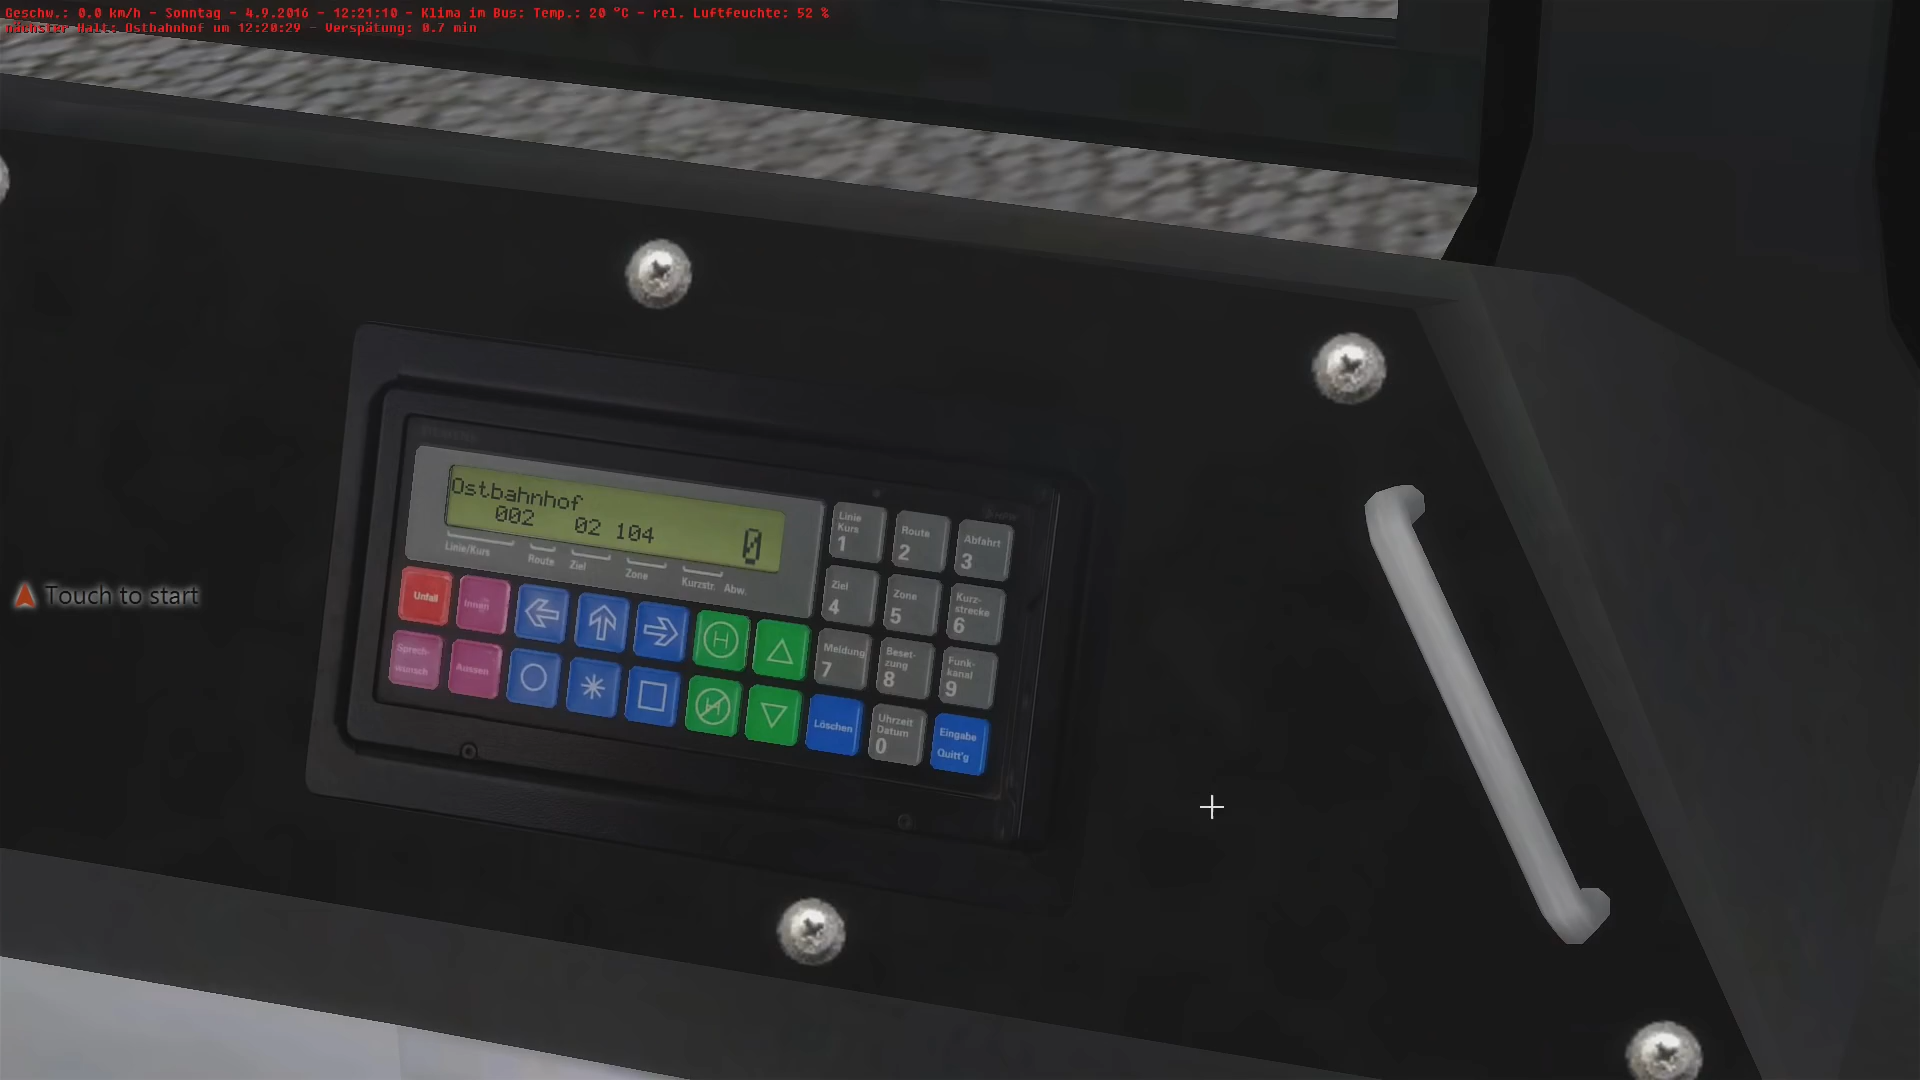 Geschw.: 0.0 km/h - Sonntag - 4.9.2016 - 12:21:10 - Klima im Bus: Temp.: 20 °C - rel. Luftfeuchte: 52 %
nächster Halt: Ostbahnhof um 12:20:29 - Verspätung: 0.7 min
Ostbahnhof
002 02 104 0
Linie/Kurs Route Ziel Zone Kurzstr. Abw.
Linie Kurs 1
Route 2
Abfahrt 3
Unfall
Innen
H
Ziel 4
Zone 5
Kurz-
strecke 6
Sprech-
wunsch
Aussen
H
Meldung 7
Beset-
zung 8
Funk-
kanal 9
Löschen
Uhrzeit
Datum 0
Eingabe
Quitt'g
Touch to start